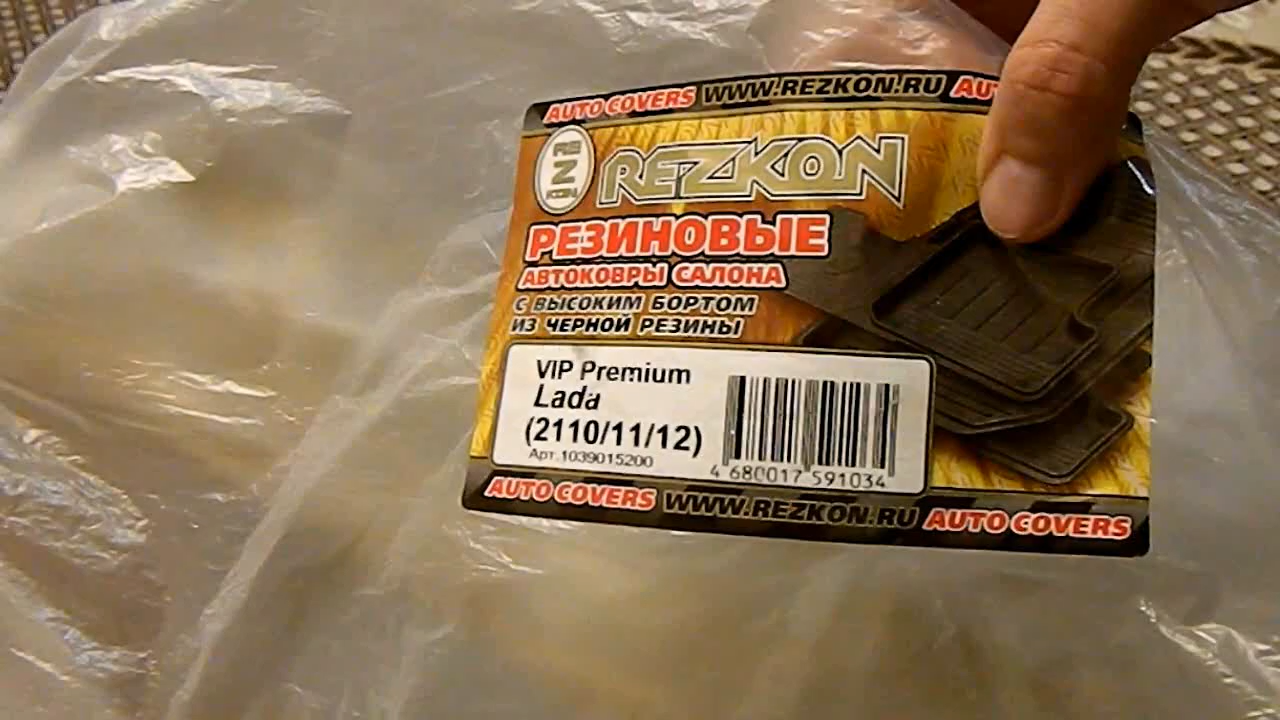 AUTO COVERS WWW.REZKON.RU AU
REZKON
РЕЗИНОВЫЕ
АВТОКОВРЫ САЛОНА
С ВЫСОКИМ БОРТОМ
ИЗ ЧЕРНОЙ РЕЗИНЫ
VIP Premium
Lada
(2110/11/12)
Арт.1039015200
4 680017 591034
AUTO COVERS WWW.REZKON.RU AUTO COVERS